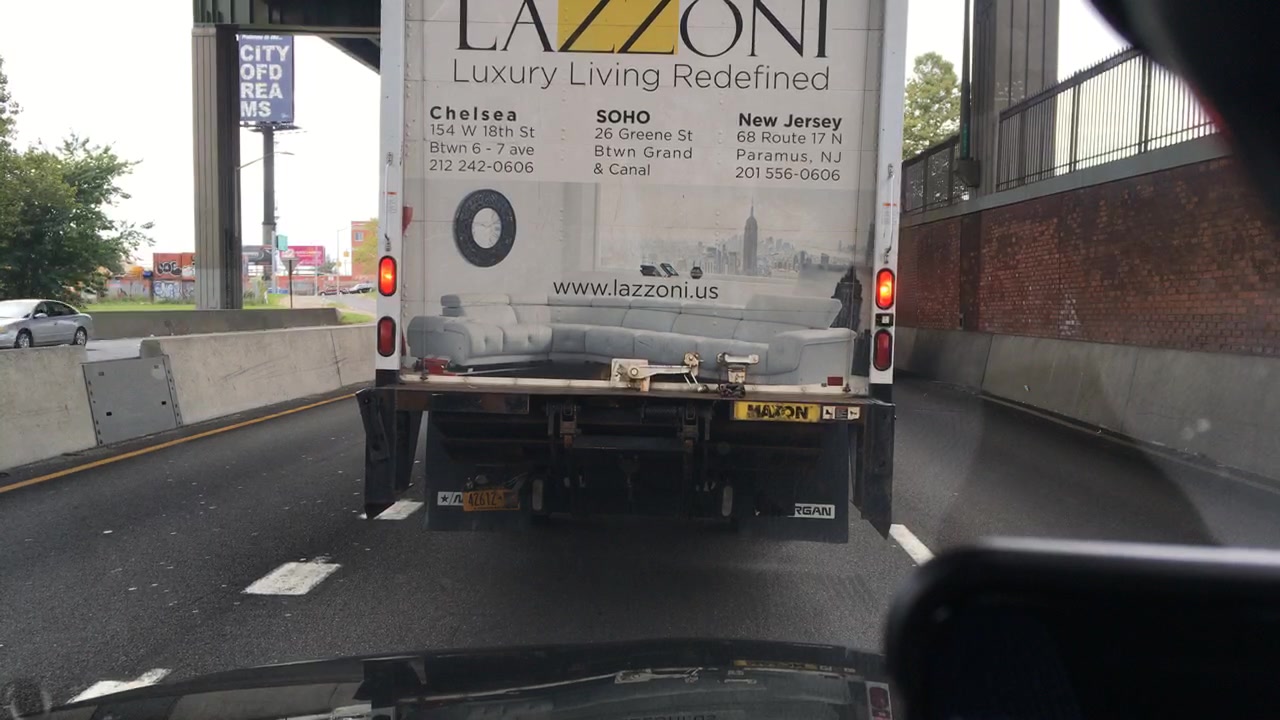 CITY
OFD
REA
MS
LAZZONI
Luxury Living Redefined
Chelsea
154 W 18th St
Btwn 6 - 7 ave
212 242-0606
SOHO
26 Greene St
Btwn Grand
& Canal
New Jersey
68 Route 17 N
Paramus, NJ
201 556-0606
www.lazzoni.us
MAXON
42612
RGAN